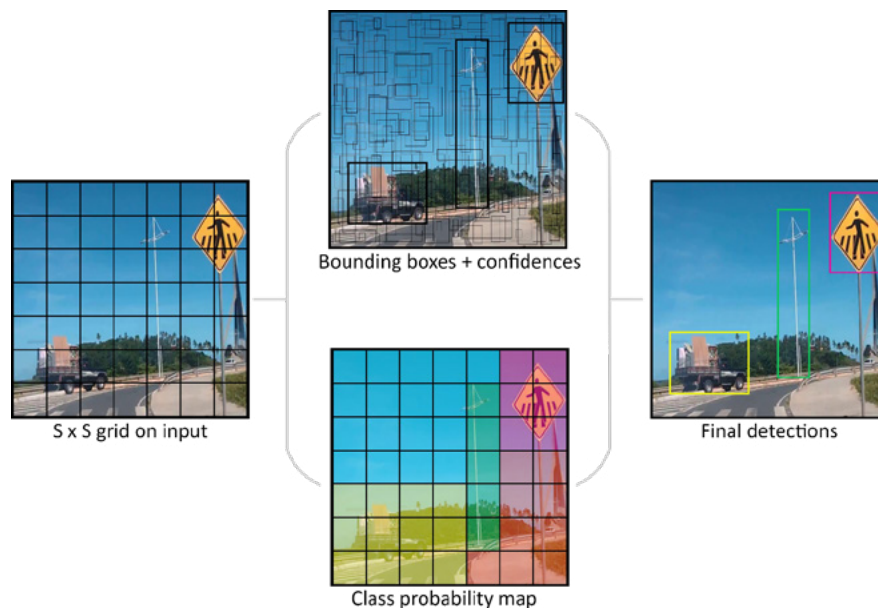 Bounding boxes + confidences
S x S grid on input
Final detections
Class probability map